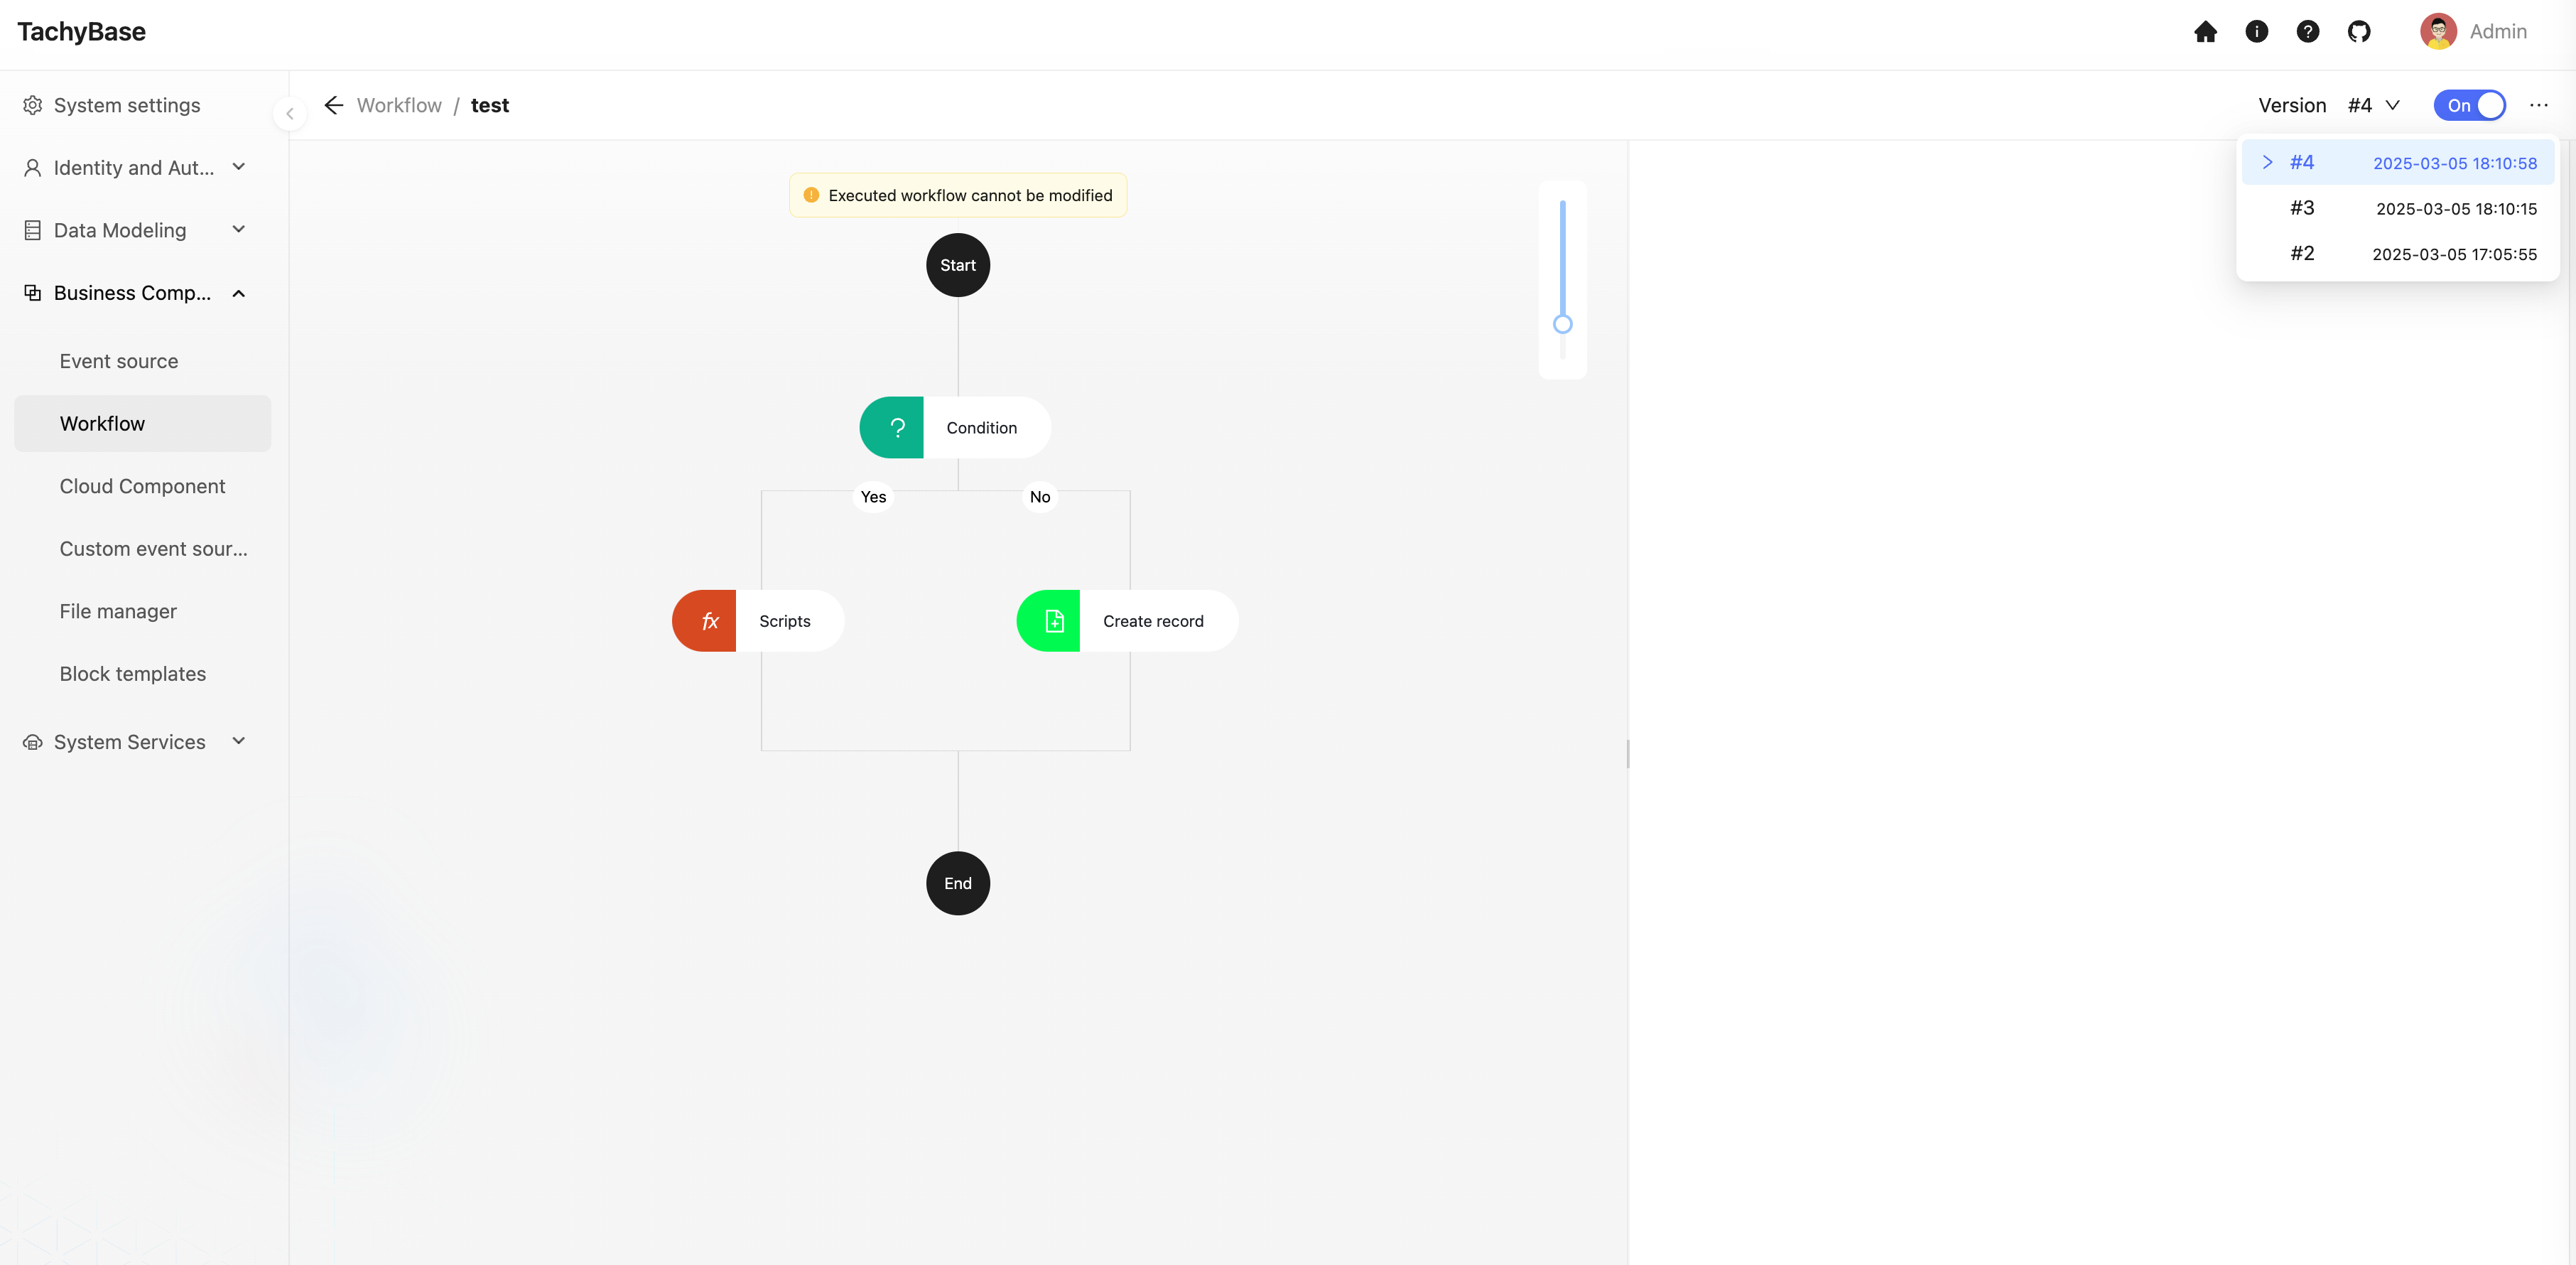 TachyBase
Admin
System settings
Identity and Aut...
Data Modeling
Business Comp...
Event source
Workflow
Cloud Component
Custom event sour...
File manager
Block templates
System Services
Workflow / test
Version #4 On
#4 2025-03-05 18:10:58
#3 2025-03-05 18:10:15
#2 2025-03-05 17:05:55
Executed workflow cannot be modified
Start
? Condition
Yes No
fx Scripts
Create record
End